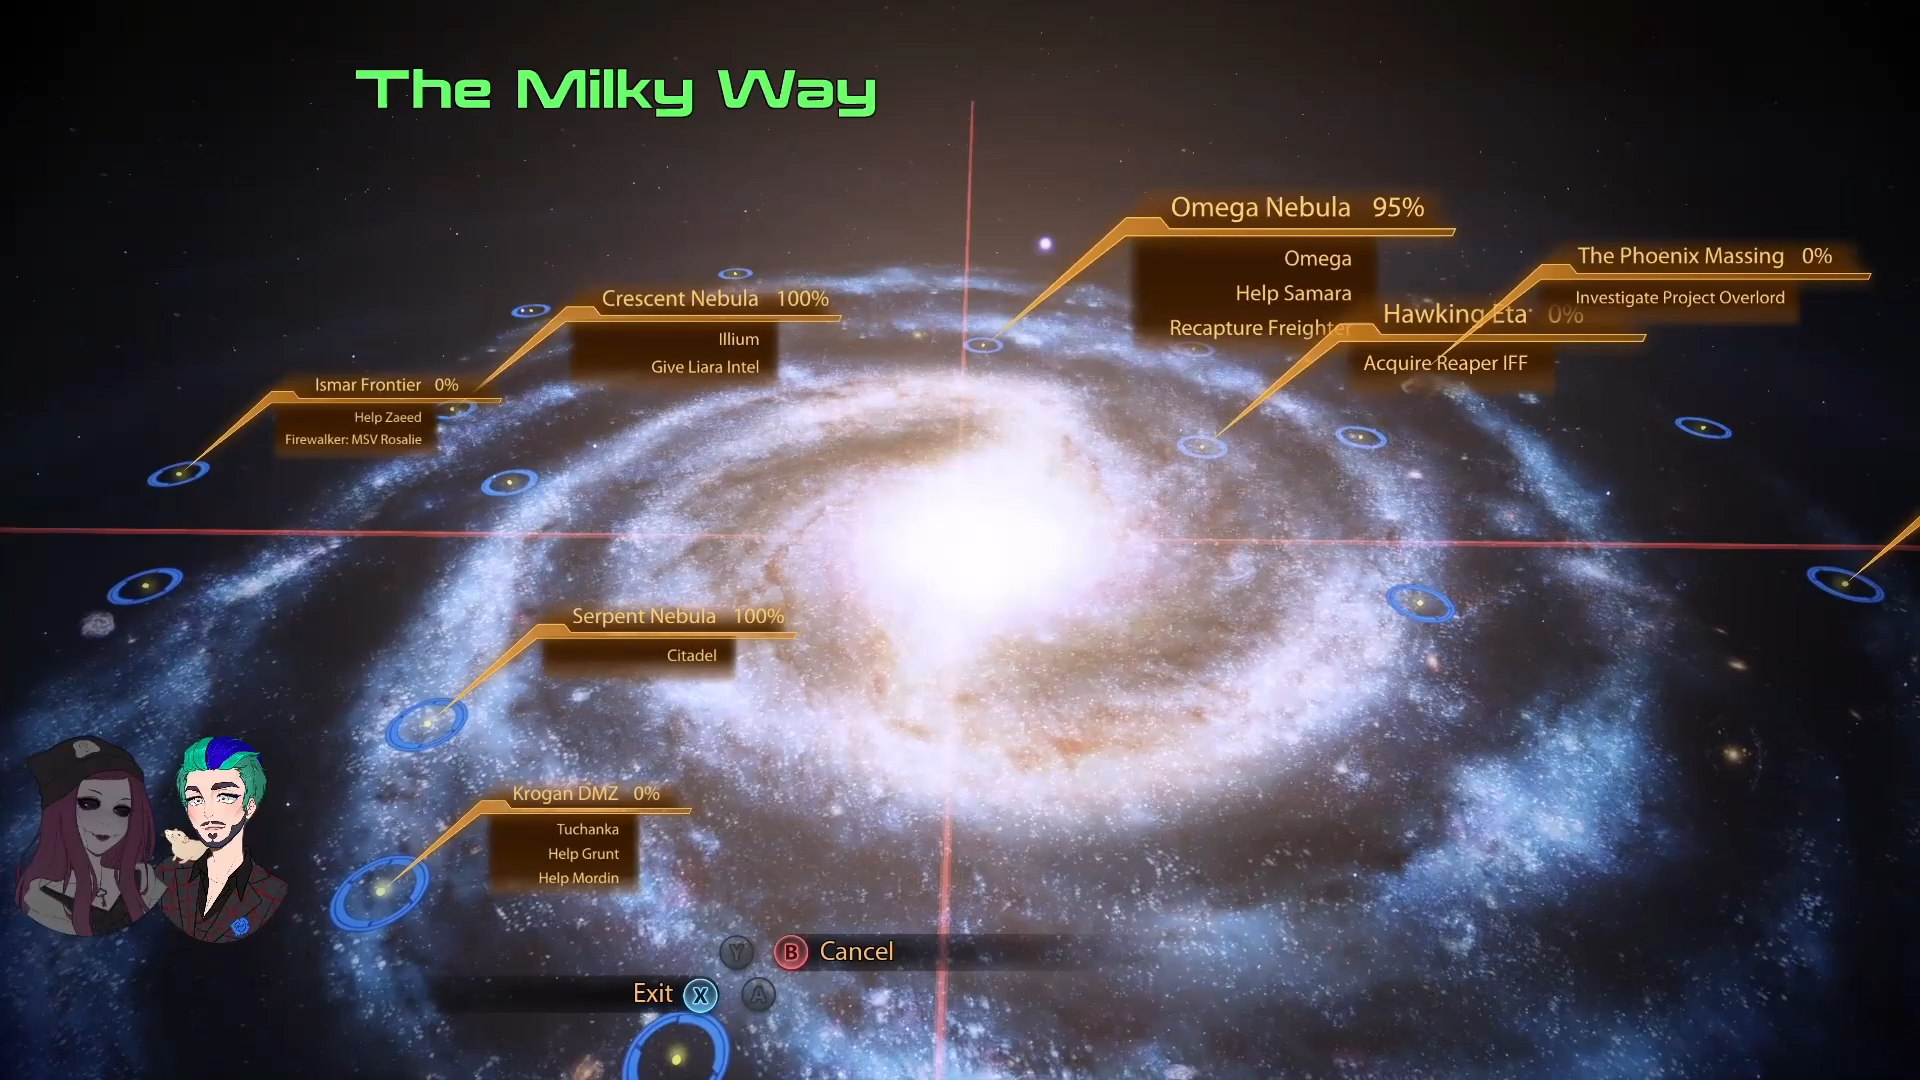 The Milky Way
Omega Nebula 95%
Omega
Help Samara
Recapture Freighter
The Phoenix Massing 0%
Investigate Project Overlord
Hawking Eta 0%
Acquire Reaper IFF
Crescent Nebula 100%
Illium
Give Liara Intel
Ismar Frontier 0%
Help Zaeed
Firewalker: MSV Rosalie
Serpent Nebula 100%
Citadel
Krogan DMZ 0%
Tuchanka
Help Grunt
Help Mordin
Y B Cancel
Exit X A